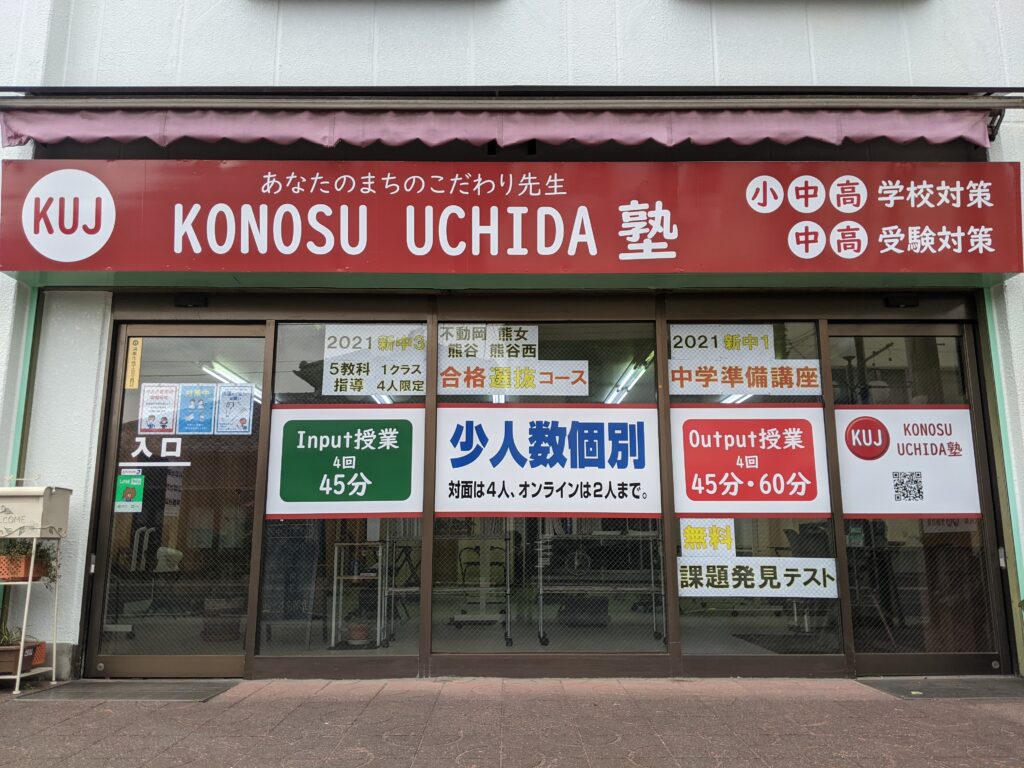 KUJ
あなたのまちのこだわり先生
KONOSU UCHIDA 塾
小中高 学校対策
中高 受験対策
2021 新中3
5教科 1クラス
指導 4人限定
不動岡 熊女
熊谷 熊谷西
合格選抜コース
2021 新中1
中学準備講座
入口
Input授業
4回
45分
少人数個別
対面は4人、オンラインは2人まで。
Output授業
4回
45分・60分
KUJ
KONOSU
UCHIDA塾
無料
課題発見テスト
WELCOME